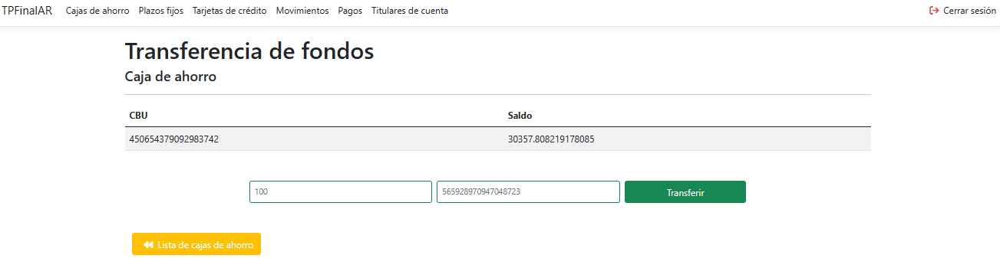 TPFinalAR Cajas de ahorro Plazos fijos Tarjetas de crédito Movimientos Pagos Titulares de cuenta Cerrar sesión
Transferencia de fondos
Caja de ahorro
CBU Saldo
450654379092983742 30357.808219178085
100 565928970947048723 Transferir
Lista de cajas de ahorro